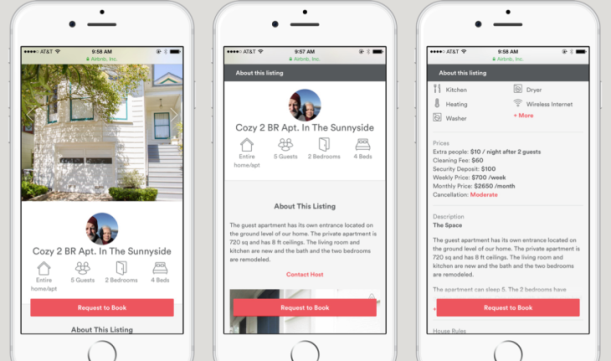 AT&T 9:58 AM
Airbnb, Inc.
Cozy 2 BR Apt. In The Sunnyside
Entire home/apt
5 Guests
2 Bedrooms
4 Beds
Request to Book
About This Listing
AT&T 9:57 AM
Airbnb, Inc.
About this listing
Cozy 2 BR Apt. In The Sunnyside
Entire home/apt
5 Guests
2 Bedrooms
4 Beds
About This Listing
The guest apartment has its own entrance located on
the ground level of our home. The private apartment is
720 sq and has 8 ft ceilings. The living room and
kitchen are new and the bath and the two bedrooms
are remodeled.
Contact Host
Request to Book
AT&T 9:58 AM
Airbnb, Inc.
About this listing
Kitchen
Dryer
Heating
Wireless Internet
Washer
+ More
Prices
Extra people: $10 / night after 2 guests
Cleaning Fee: $60
Security Deposit: $100
Weekly Price: $700 /week
Monthly Price: $2650 /month
Cancellation: Moderate
Description
The Space
The guest apartment has its own entrance located on
the ground level of our home. The private apartment is
720 sq and has 8 ft ceilings. The living room and
kitchen are new and the bath and the two bedrooms
are remodeled.
The apartment can sleep 5. The 2 bedrooms have
Request to Book
House Rules